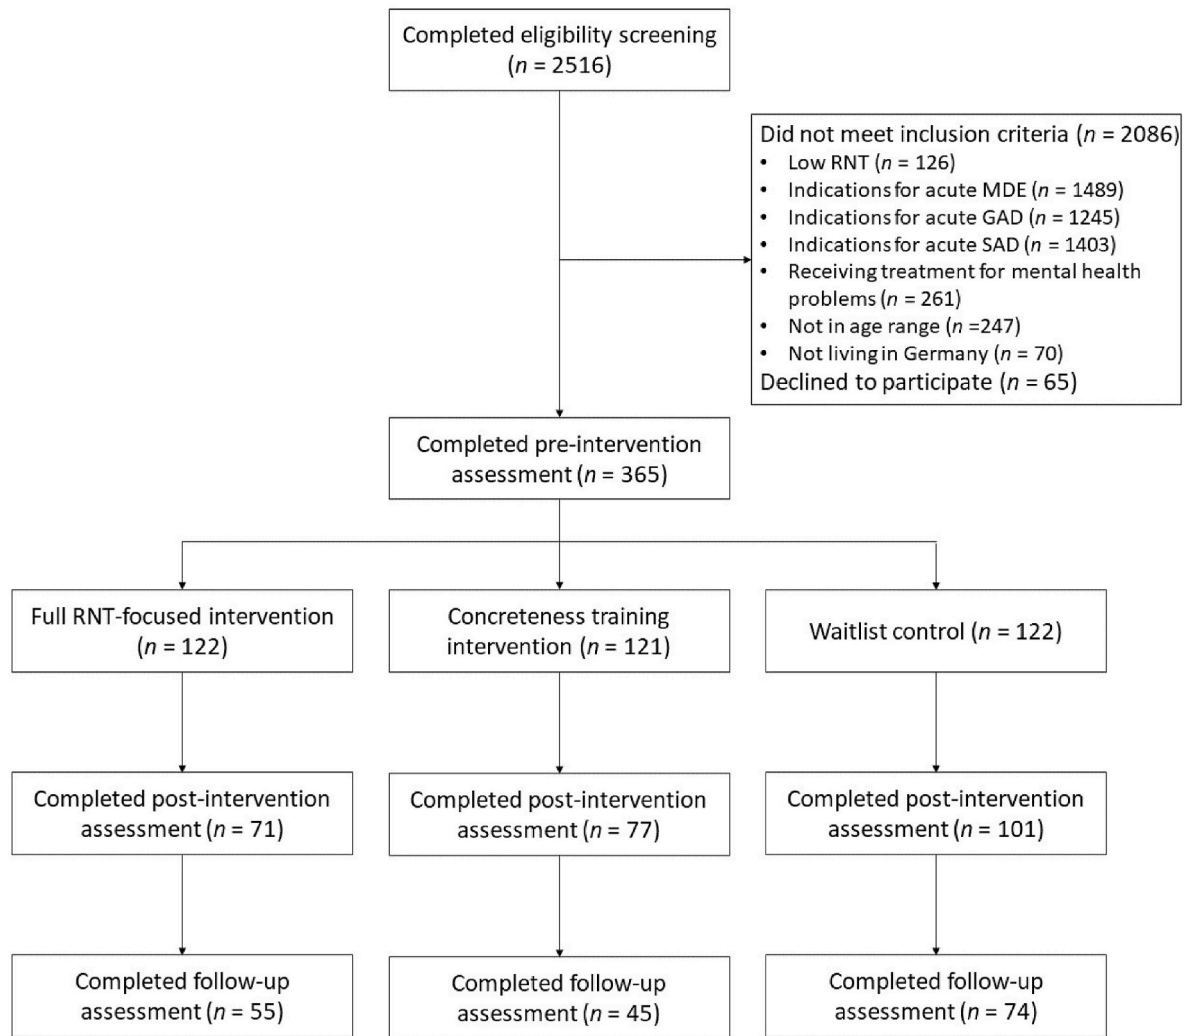 Completed eligibility screening
(n = 2516)
Did not meet inclusion criteria (n = 2086)
• Low RNT (n = 126)
• Indications for acute MDE (n = 1489)
• Indications for acute GAD (n = 1245)
• Indications for acute SAD (n = 1403)
• Receiving treatment for mental health
problems (n = 261)
• Not in age range (n =247)
• Not living in Germany (n = 70)
Declined to participate (n = 65)
Completed pre-intervention
assessment (n = 365)
Full RNT-focused intervention
(n = 122)
Concreteness training
intervention (n = 121)
Waitlist control (n = 122)
Completed post-intervention
assessment (n = 71)
Completed post-intervention
assessment (n = 77)
Completed post-intervention
assessment (n = 101)
Completed follow-up
assessment (n = 55)
Completed follow-up
assessment (n = 45)
Completed follow-up
assessment (n = 74)